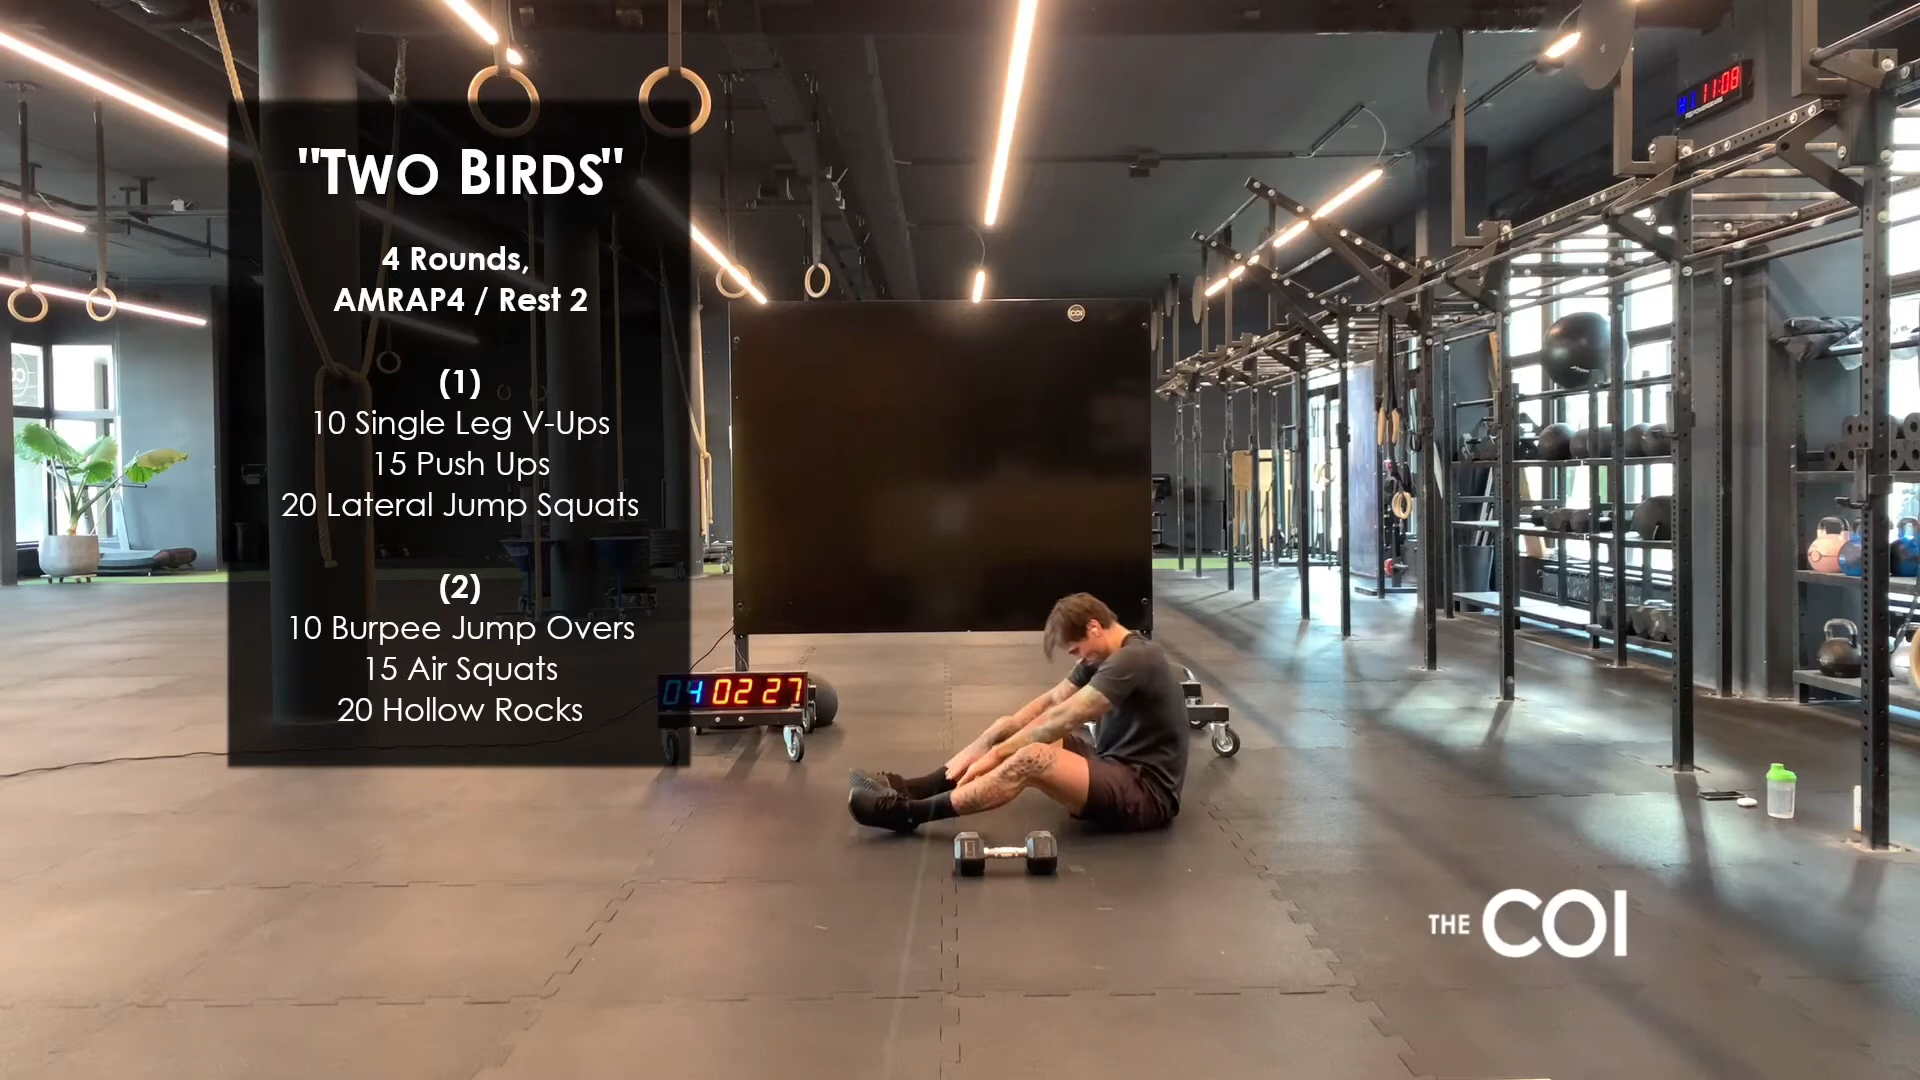 "TWO BIRDS"
4 Rounds,
AMRAP4 / Rest 2
(1)
10 Single Leg V-Ups
15 Push Ups
20 Lateral Jump Squats
(2)
10 Burpee Jump Overs
15 Air Squats
20 Hollow Rocks
04 02 27
11:08
COI
THE COI